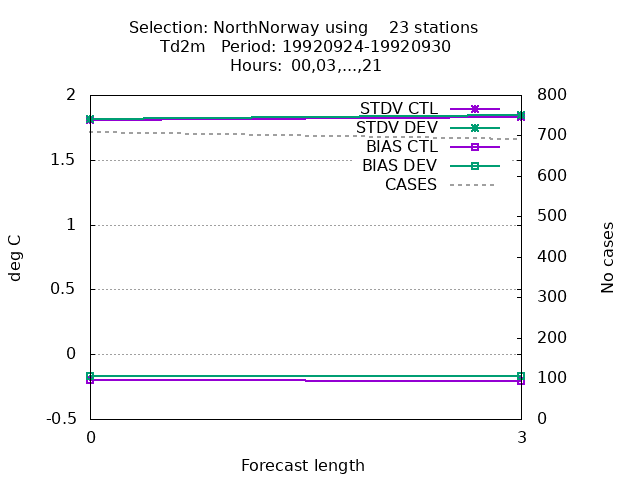 Selection: NorthNorway using    23 stations
Td2m   Period: 19920924-19920930
Hours:  00,03,...,21
2
1.5
1
0.5
0
-0.5
deg C
STDV CTL
STDV DEV
BIAS CTL
BIAS DEV
CASES
800
700
600
500
400
300
200
100
0
No cases
0
3
Forecast length